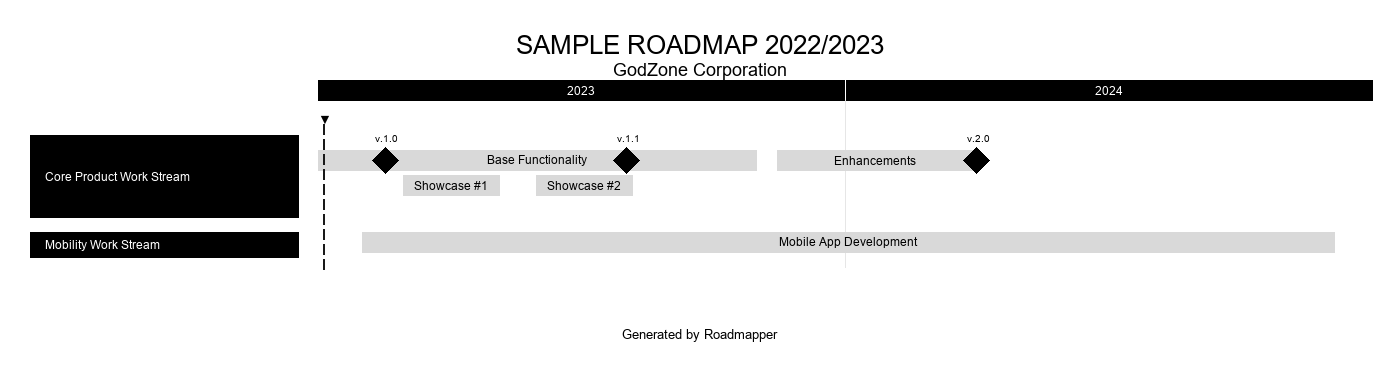 SAMPLE ROADMAP 2022/2023
GodZone Corporation
2023 2024
v.1.0 v.1.1 v.2.0
Core Product Work Stream
Base Functionality Enhancements
Showcase #1 Showcase #2
Mobility Work Stream
Mobile App Development
Generated by Roadmapper